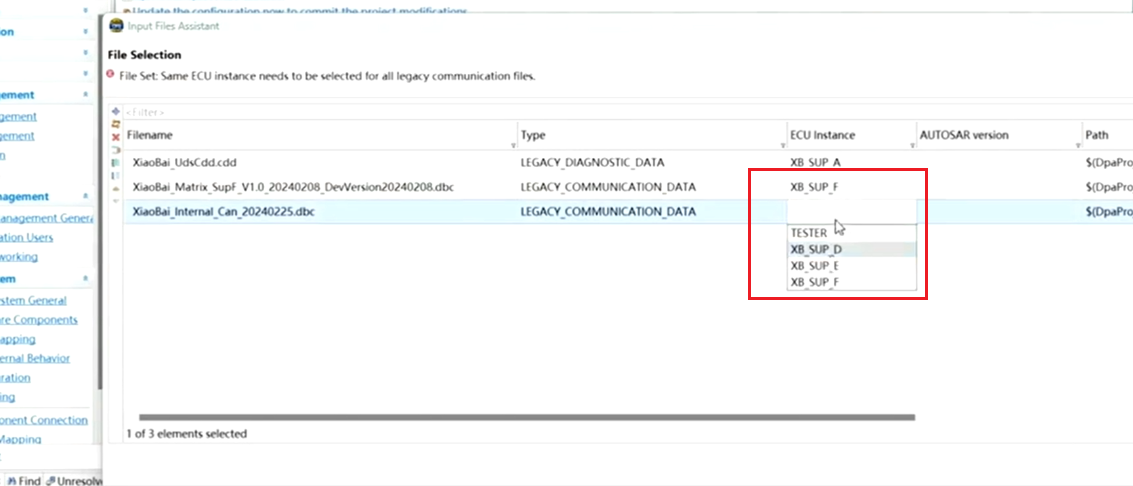 Update the configuration now to commit the project modifications.
Input Files Assistant
on
File Selection
File Set: Same ECU instance needs to be selected for all legacy communication files.
gement
<Filter>
agement
Filename Type ECU Instance AUTOSAR version Path
gement
n
XiaoBai_UdsCdd.cdd LEGACY_DIAGNOSTIC_DATA XB_SUP_A $(DpaPro
XiaoBai_Matrix_SupF_V1.0_20240208_DevVersion20240208.dbc LEGACY_COMMUNICATION_DATA XB_SUP_F $(DpaPro
nagement
XiaoBai_Internal_Can_20240225.dbc LEGACY_COMMUNICATION_DATA $(DpaPro
anagement Genera
TESTER
ation Users
XB_SUP_D
working
XB_SUP_E
em
XB_SUP_F
stem General
re Components
apping
ernal Behavior
ration
ing
onent Connection
1 of 3 elements selected
Mapping
Find Unresolv